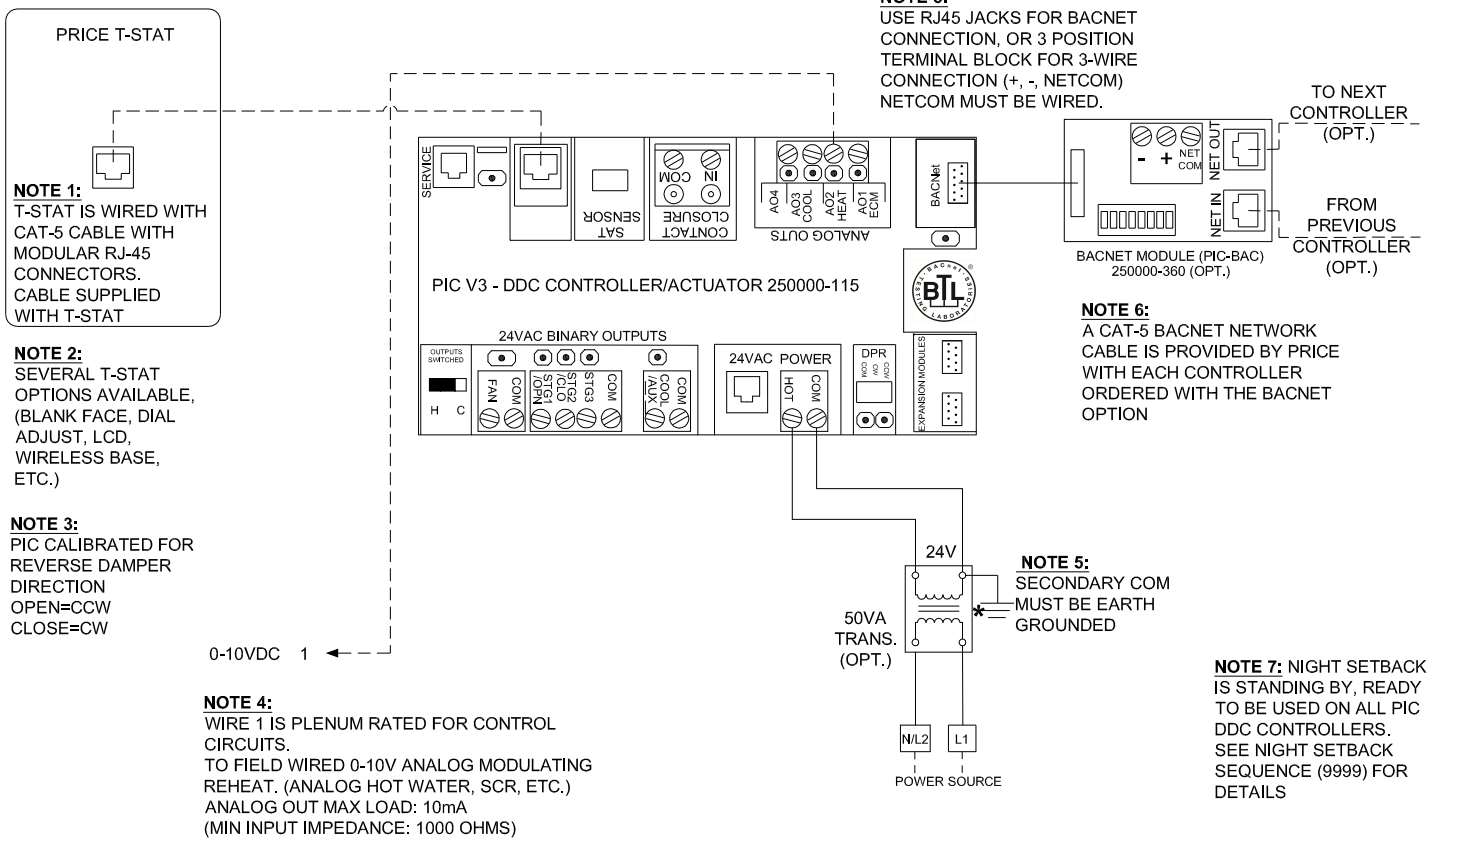 PRICE T-STAT
NOTE 1:
T-STAT IS WIRED WITH
CAT-5 CABLE WITH
MODULAR RJ-45
CONNECTORS.
CABLE SUPPLIED
WITH T-STAT
NOTE 2:
SEVERAL T-STAT
OPTIONS AVAILABLE,
(BLANK FACE, DIAL
ADJUST, LCD,
WIRELESS BASE,
ETC.)
NOTE 3:
PIC CALIBRATED FOR
REVERSE DAMPER
DIRECTION
OPEN=CCW
CLOSE=CW
0-10VDC 1
NOTE 4:
WIRE 1 IS PLENUM RATED FOR CONTROL
CIRCUITS.
TO FIELD WIRED 0-10V ANALOG MODULATING
REHEAT. (ANALOG HOT WATER, SCR, ETC.)
ANALOG OUT MAX LOAD: 10mA
(MIN INPUT IMPEDANCE: 1000 OHMS)
USE RJ45 JACKS FOR BACNET
CONNECTION, OR 3 POSITION
TERMINAL BLOCK FOR 3-WIRE
CONNECTION (+, -, NETCOM)
NETCOM MUST BE WIRED.
SERVICE
SAT
SENSOR
COM
IN
CONTACT
CLOSURE
AO4
AO3
COOL
AO2
HEAT
AO1
ECM
ANALOG OUTS
BACNet
PIC V3 - DDC CONTROLLER/ACTUATOR 250000-115
BACnet
TESTING LABORATORIES
BTL
®
24VAC BINARY OUTPUTS
OUTPUTS
SWITCHED
H C
FAN
COM
STG1
/OPN
STG2
/CLO
STG3
COM
COOL
/AUX
COM
24VAC POWER
HOT
COM
DPR
COM
CW
CCW
EXPANSION MODULES
- +
NET
COM
NET OUT
NET IN
BACNET MODULE (PIC-BAC)
250000-360 (OPT.)
TO NEXT
CONTROLLER
(OPT.)
FROM
PREVIOUS
CONTROLLER
(OPT.)
NOTE 6:
A CAT-5 BACNET NETWORK
CABLE IS PROVIDED BY PRICE
WITH EACH CONTROLLER
ORDERED WITH THE BACNET
OPTION
24V
50VA
TRANS.
(OPT.)
*
NOTE 5:
SECONDARY COM
MUST BE EARTH
GROUNDED
N/L2
L1
POWER SOURCE
NOTE 7: NIGHT SETBACK
IS STANDING BY, READY
TO BE USED ON ALL PIC
DDC CONTROLLERS.
SEE NIGHT SETBACK
SEQUENCE (9999) FOR
DETAILS